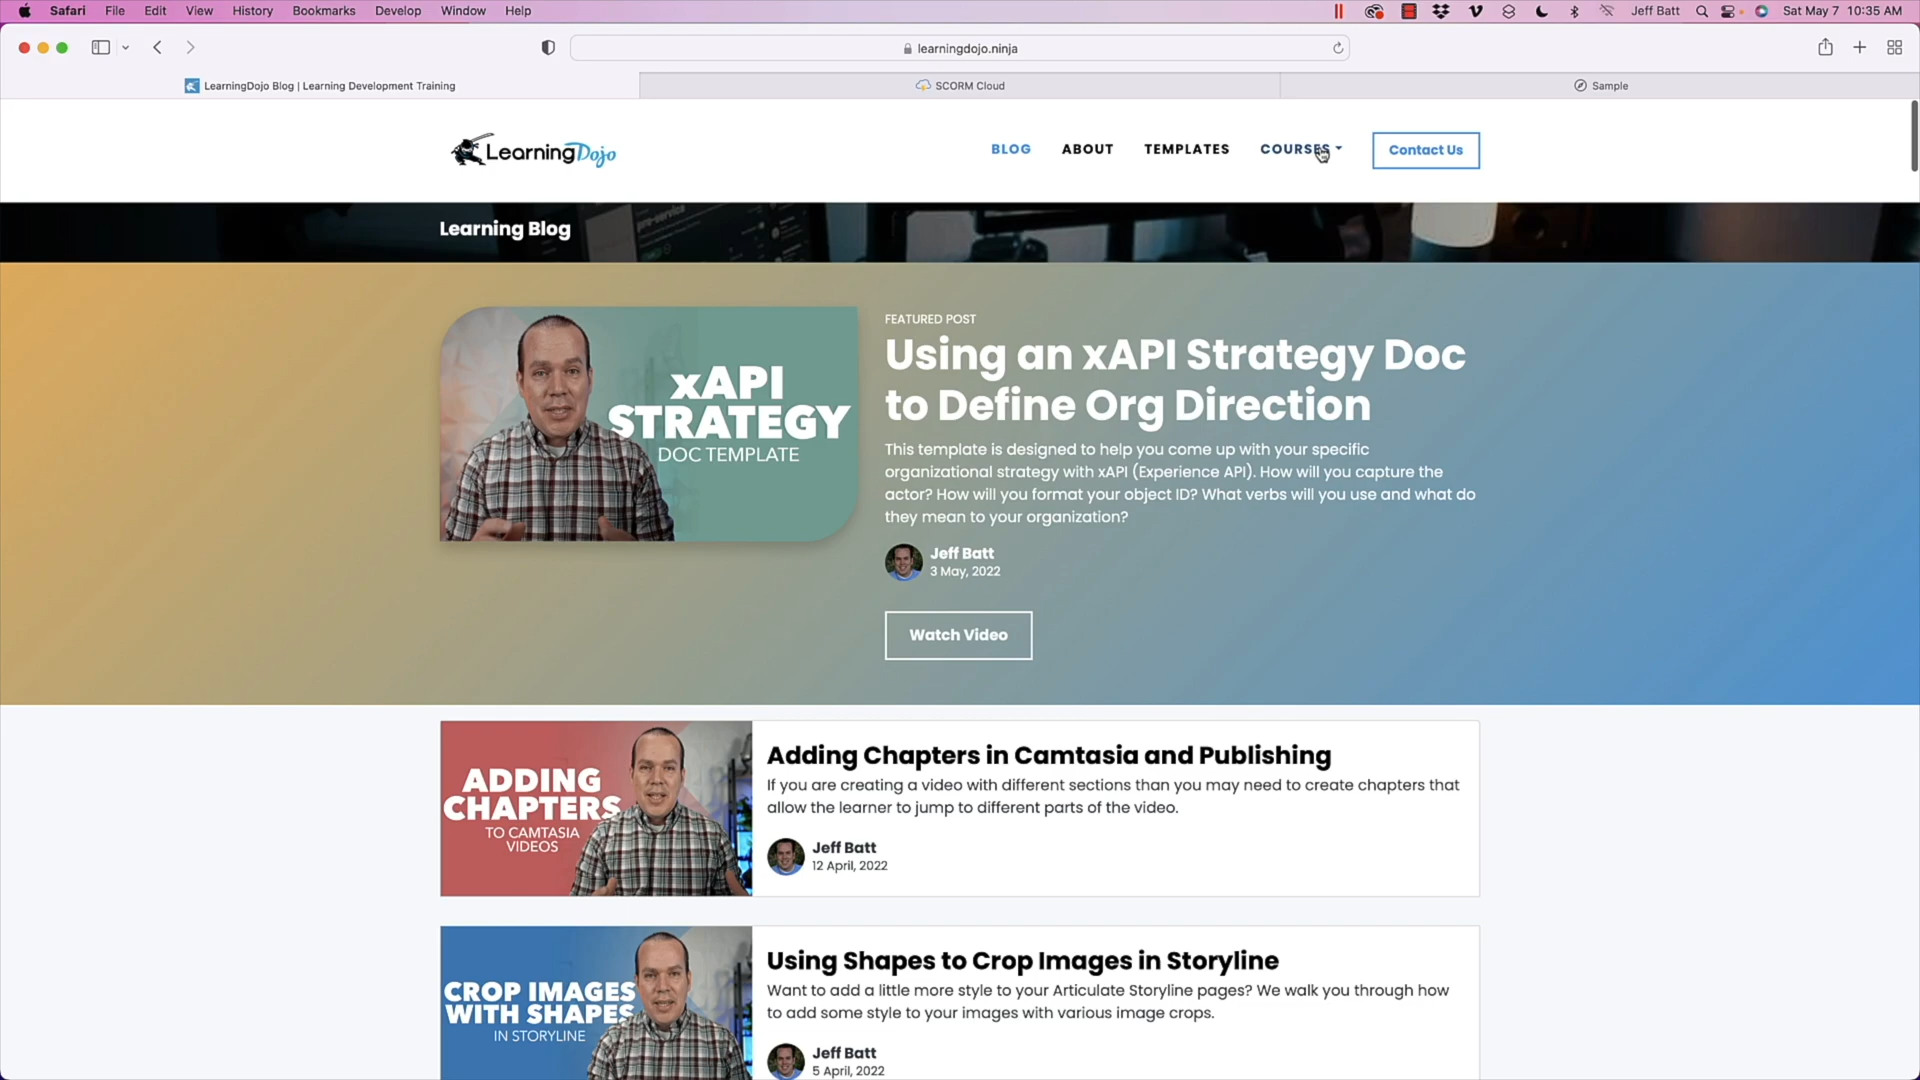 Safari File Edit View History Bookmarks Develop Window Help Jeff Batt Sat May 7 10:35 AM
learningdojo.ninja
LearningDojo Blog | Learning Development Training SCORM Cloud Sample
LearningDojo BLOG ABOUT TEMPLATES COURSES Contact Us
Learning Blog
xAPI
STRATEGY
DOC TEMPLATE
FEATURED POST
Using an xAPI Strategy Doc
to Define Org Direction
This template is designed to help you come up with your specific
organizational strategy with xAPI (Experience API). How will you capture the
actor? How will you format your object ID? What verbs will you use and what do
they mean to your organization?
Jeff Batt
3 May, 2022
Watch Video
ADDING
CHAPTERS
TO CAMTASIA
VIDEOS
Adding Chapters in Camtasia and Publishing
If you are creating a video with different sections than you may need to create chapters that
allow the learner to jump to different parts of the video.
Jeff Batt
12 April, 2022
CROP IMAGES
WITH SHAPES
IN STORYLINE
Using Shapes to Crop Images in Storyline
Want to add a little more style to your Articulate Storyline pages? We walk you through how
to add some style to your images with various image crops.
Jeff Batt
5 April, 2022